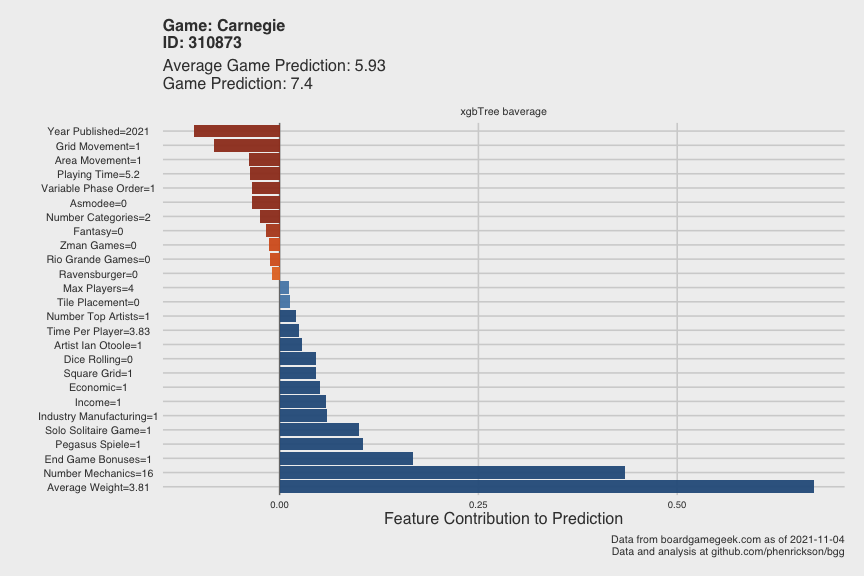 Game: Carnegie
ID: 310873
Average Game Prediction: 5.93
Game Prediction: 7.4
xgbTree baverage
Year Published=2021
Grid Movement=1
Area Movement=1
Playing Time=5.2
Variable Phase Order=1
Asmodee=0
Number Categories=2
Fantasy=0
Zman Games=0
Rio Grande Games=0
Ravensburger=0
Max Players=4
Tile Placement=0
Number Top Artists=1
Time Per Player=3.83
Artist Ian Otoole=1
Dice Rolling=0
Square Grid=1
Economic=1
Income=1
Industry Manufacturing=1
Solo Solitaire Game=1
Pegasus Spiele=1
End Game Bonuses=1
Number Mechanics=16
Average Weight=3.81
0.00 0.25 0.50
Feature Contribution to Prediction
Data from boardgamegeek.com as of 2021-11-04
Data and analysis at github.com/phenrickson/bgg